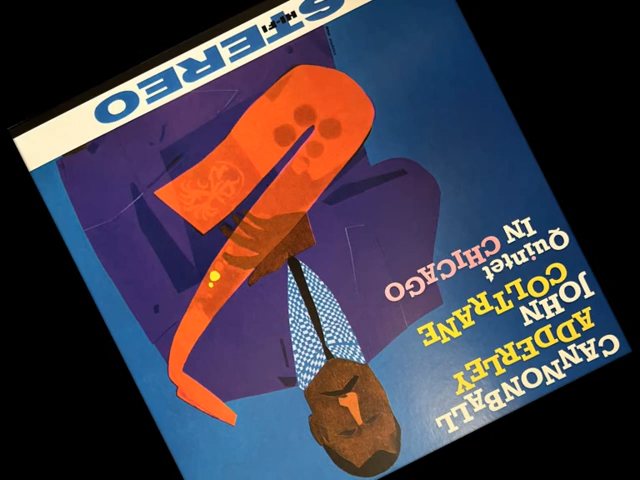 CANNONBALL
ADDERLEY
JOHN
COLTRANE
Quintet
IN CHICAGO
STEREO
HI-FI